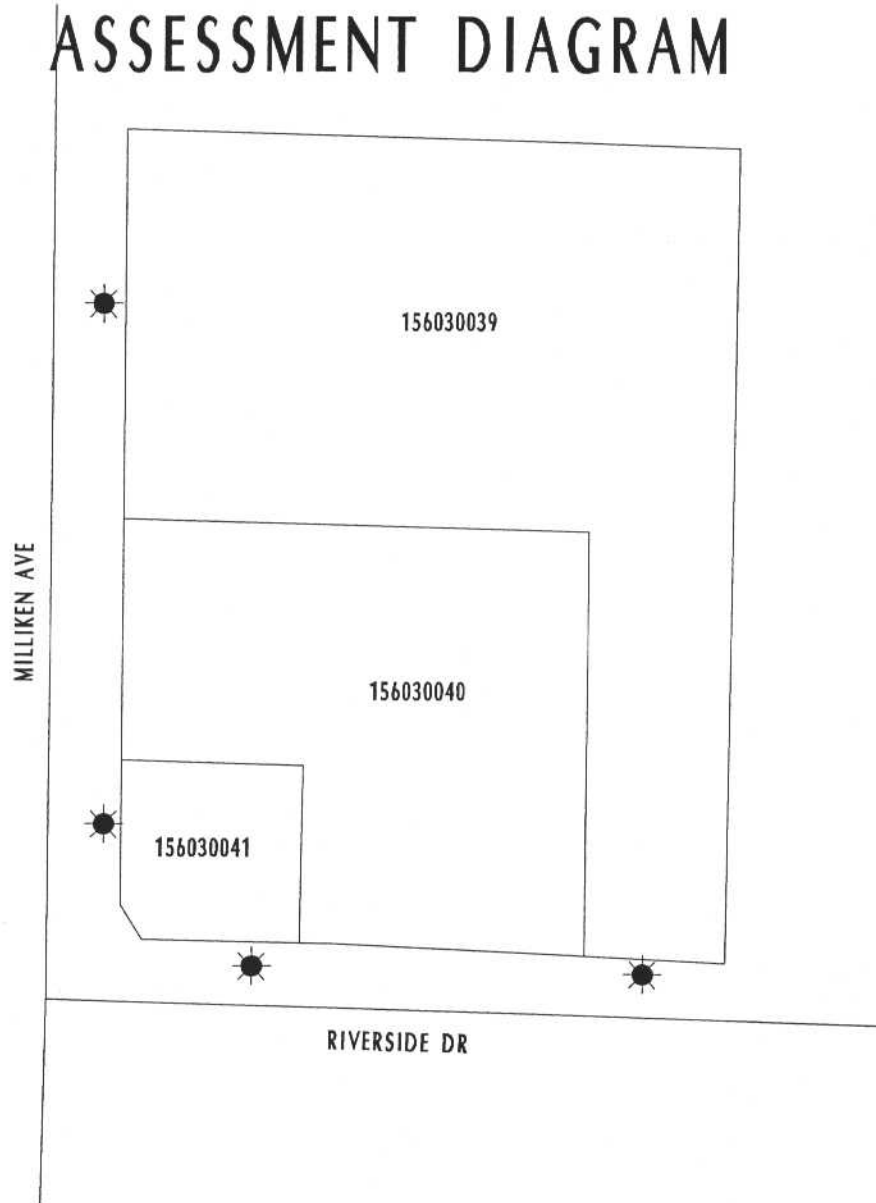 ASSESSMENT DIAGRAM
156030039
MILLIKEN AVE
156030040
156030041
RIVERSIDE DR